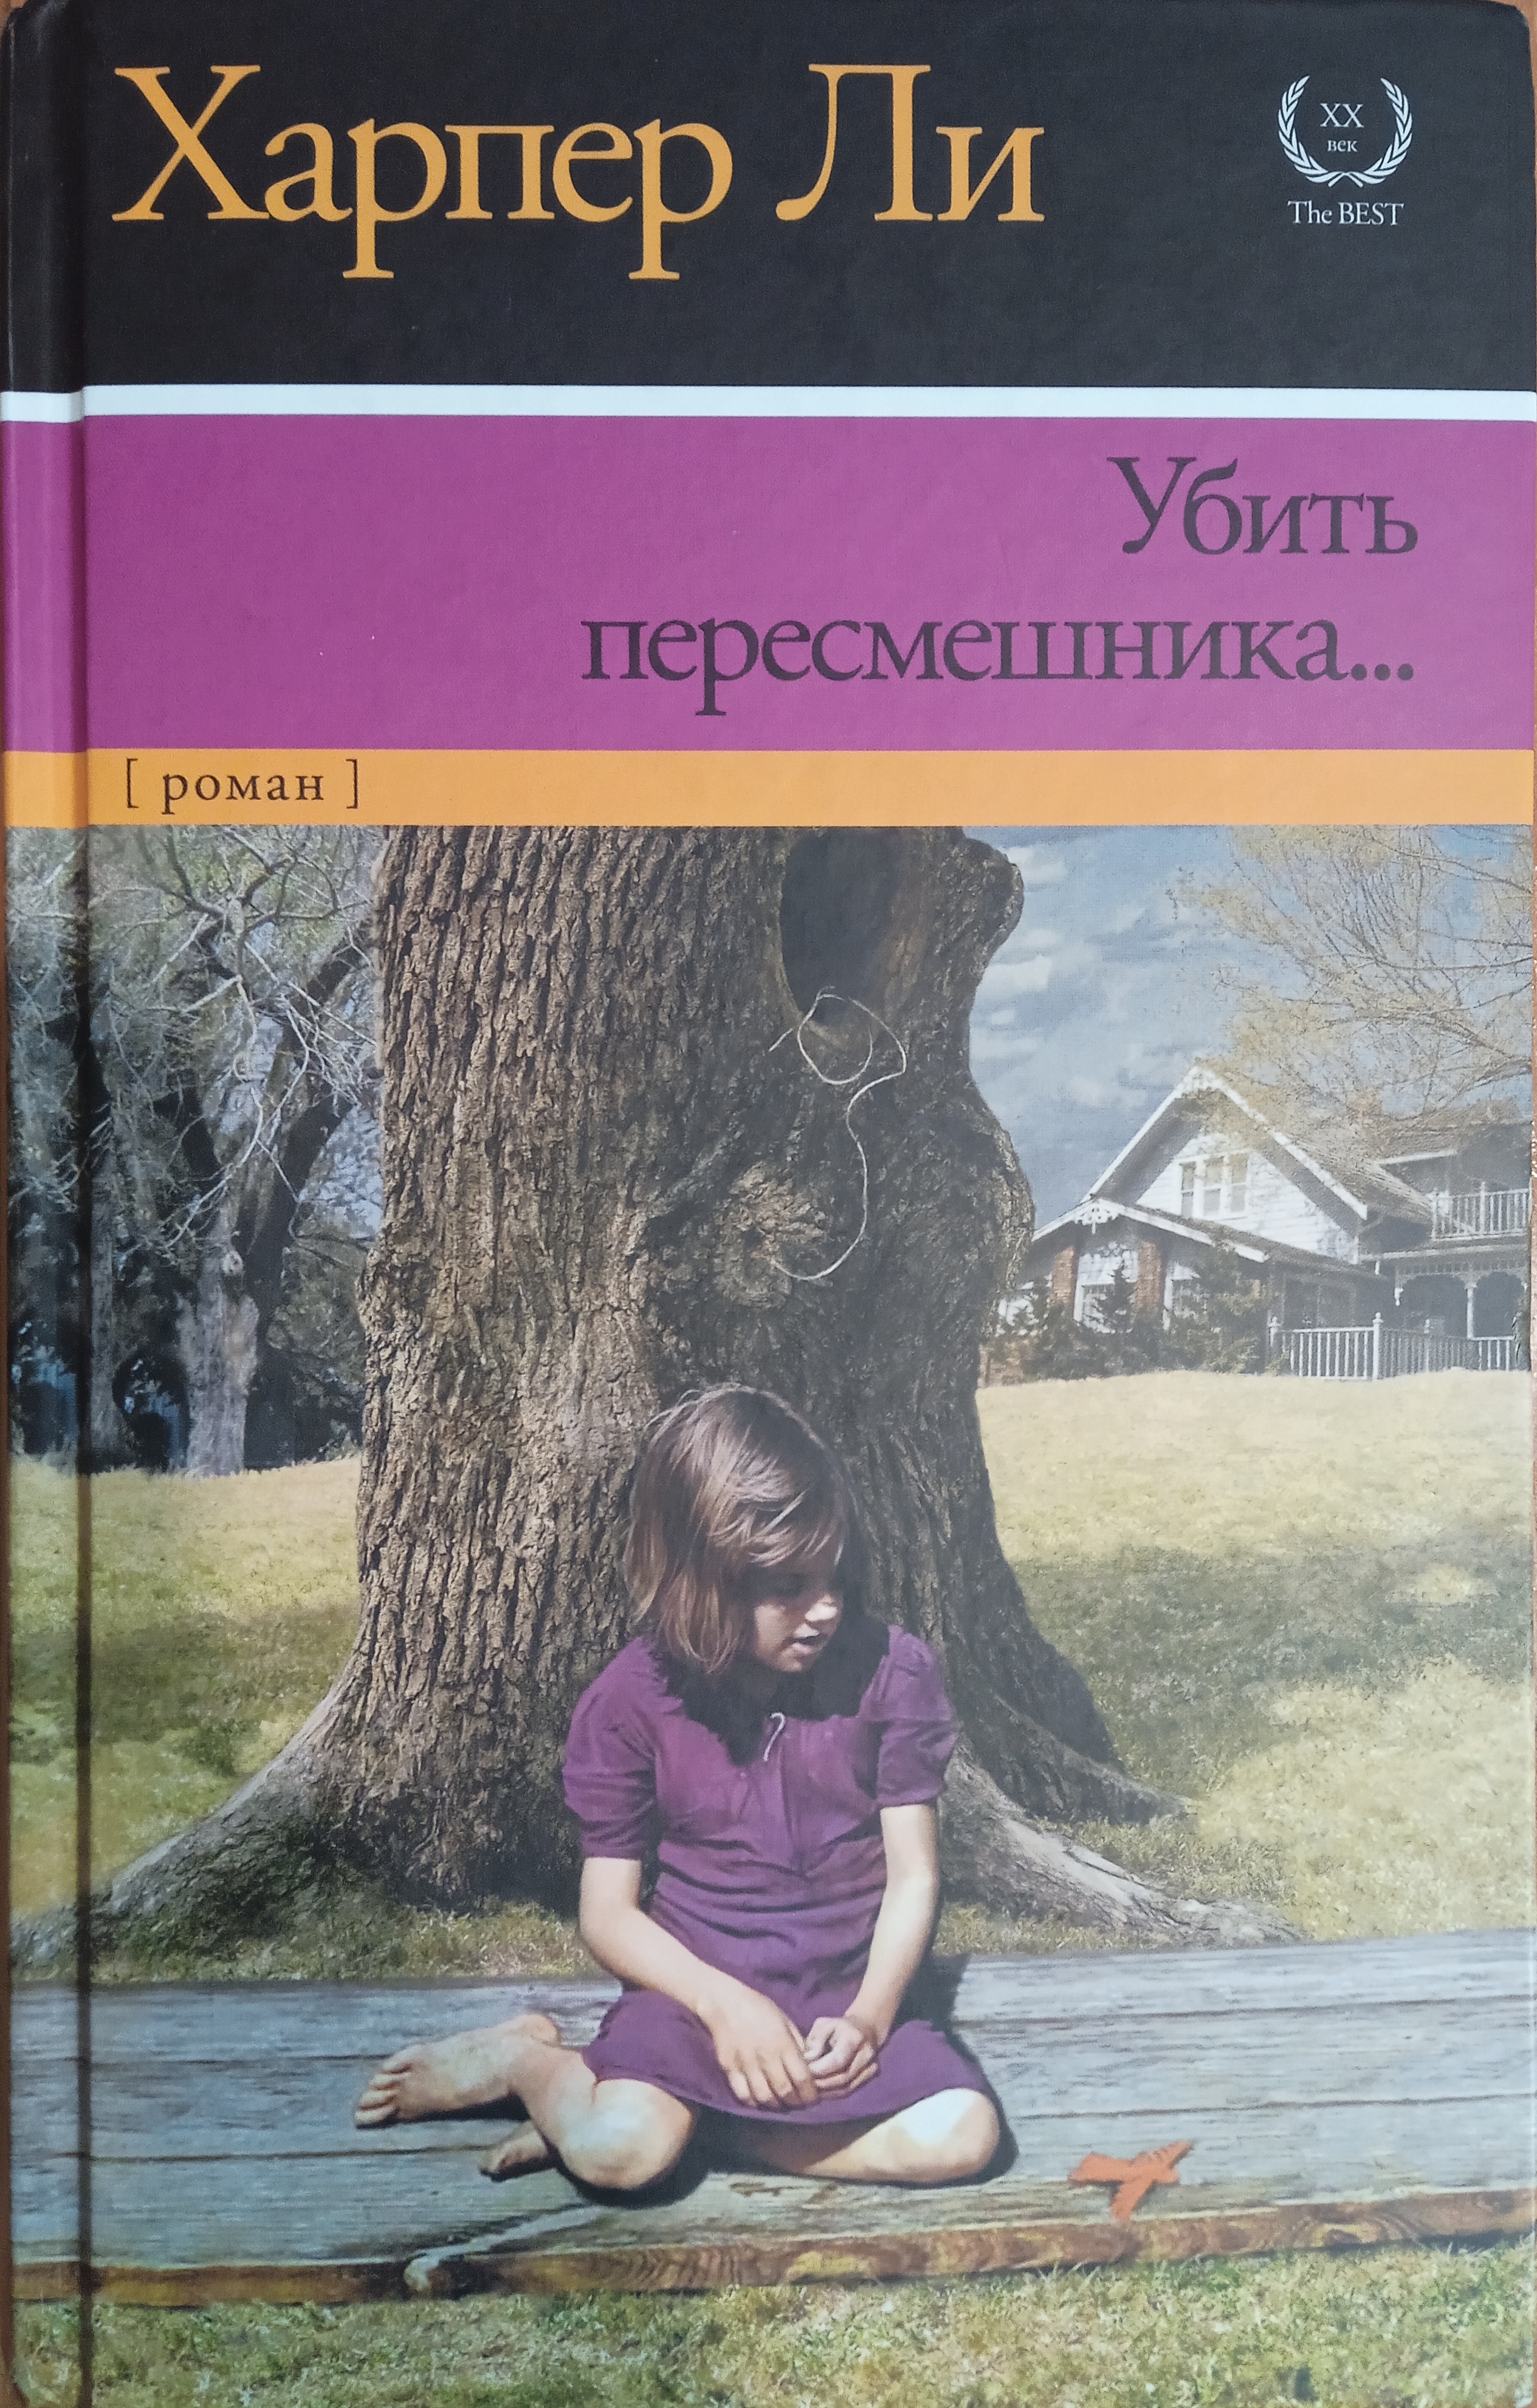 Харпер Ли
XX
век
The BEST
Убить
пересмешника...
[ роман ]